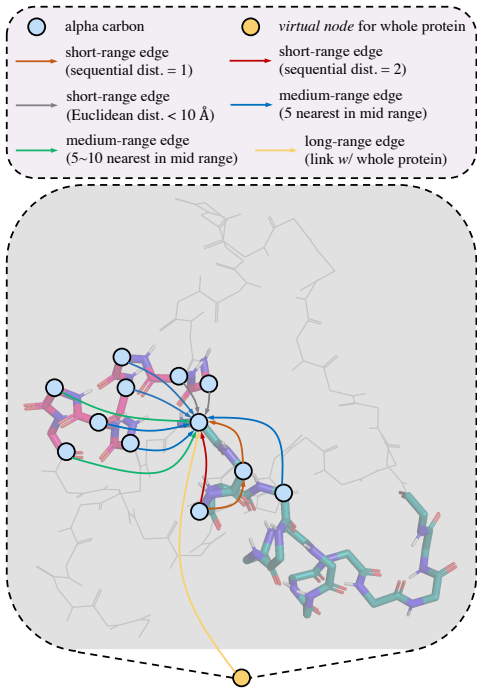 alpha carbon
virtual node for whole protein
short-range edge
(sequential dist. = 1)
short-range edge
(sequential dist. = 2)
short-range edge
(Euclidean dist. < 10 Å)
medium-range edge
(5 nearest in mid range)
medium-range edge
(5~10 nearest in mid range)
long-range edge
(link w/ whole protein)